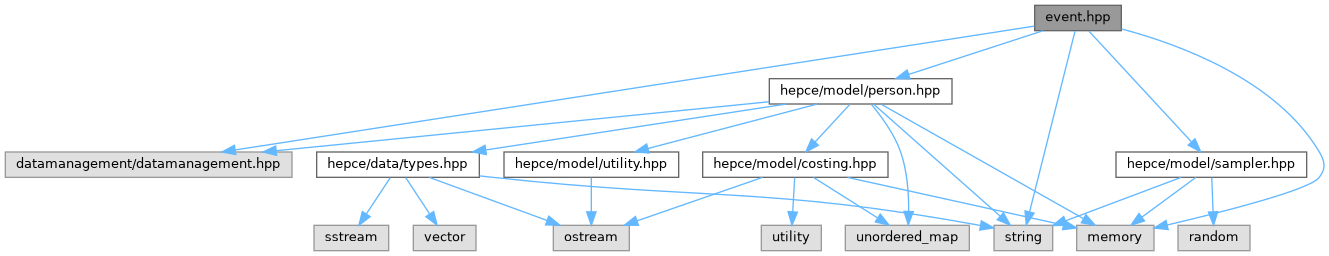 event.hpp
hepce/model/person.hpp
datamanagement/datamanagement.hpp
hepce/data/types.hpp
hepce/model/utility.hpp
hepce/model/costing.hpp
hepce/model/sampler.hpp
sstream
vector
ostream
utility
unordered_map
string
memory
random